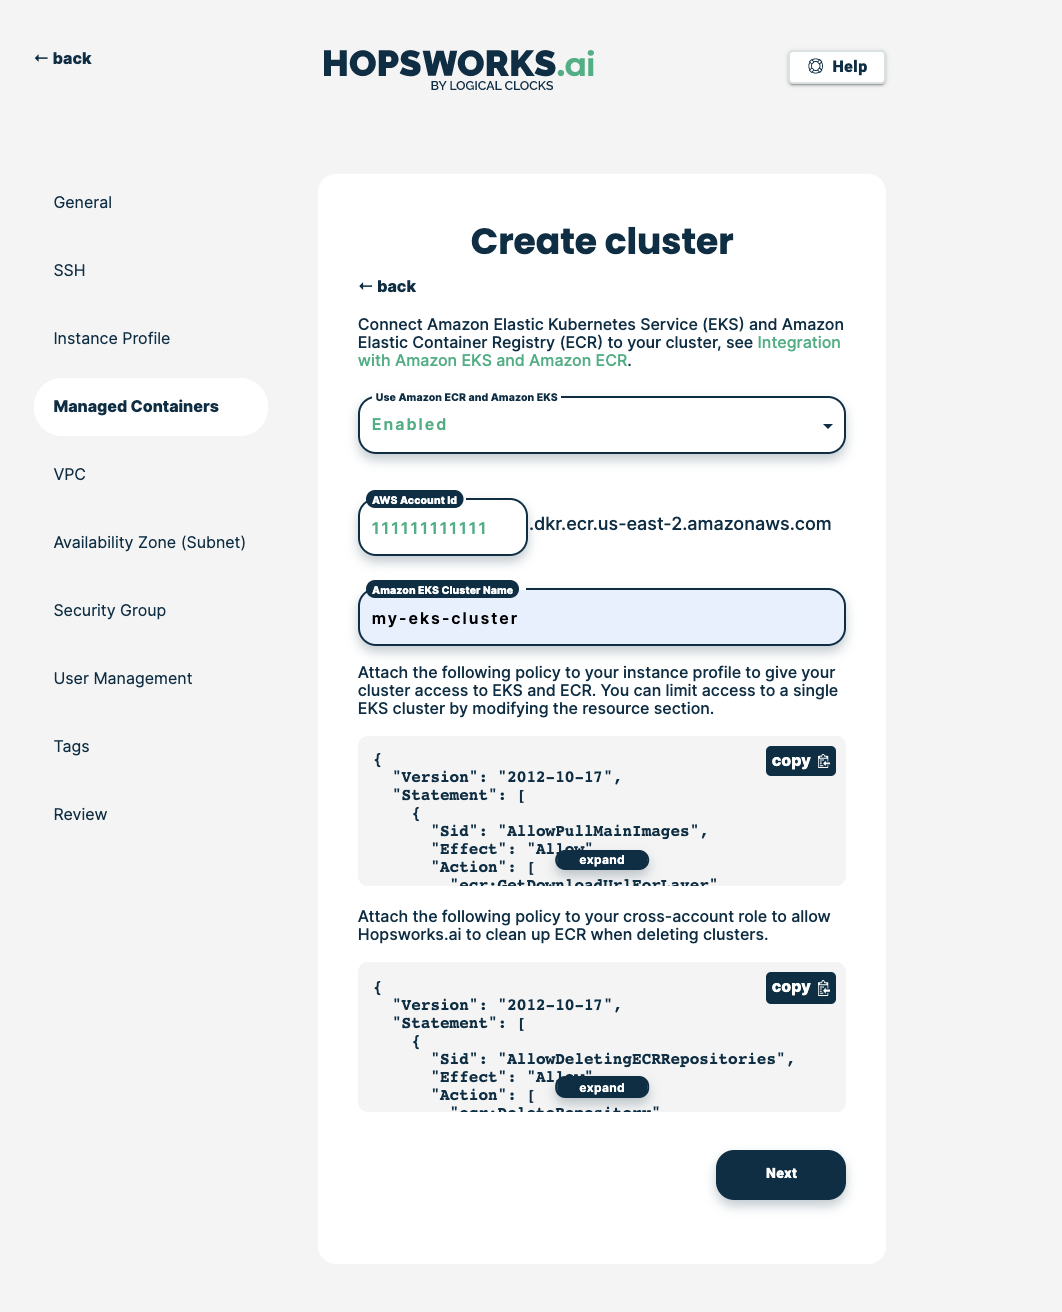 ← back
HOPSWORKS.ai
BY LOGICAL CLOCKS
Help
General
SSH
Instance Profile
Managed Containers
VPC
Availability Zone (Subnet)
Security Group
User Management
Tags
Review
Create cluster
← back
Connect Amazon Elastic Kubernetes Service (EKS) and Amazon
Elastic Container Registry (ECR) to your cluster, see Integration
with Amazon EKS and Amazon ECR.
Use Amazon ECR and Amazon EKS
Enabled
AWS Account Id
111111111111 .dkr.ecr.us-east-2.amazonaws.com
Amazon EKS Cluster Name
my-eks-cluster
Attach the following policy to your instance profile to give your
cluster access to EKS and ECR. You can limit access to a single
EKS cluster by modifying the resource section.
copy
{
"Version": "2012-10-17",
"Statement": [
{
"Sid": "AllowPullMainImages",
"Effect": "Allow"
"Action": [
"ecr:GetDownloadUrlForLayer"
expand
Attach the following policy to your cross-account role to allow
Hopsworks.ai to clean up ECR when deleting clusters.
copy
{
"Version": "2012-10-17",
"Statement": [
{
"Sid": "AllowDeletingECRRepositories",
"Effect": "Allow"
"Action": [
"ecr:DeleteRepository"
expand
Next